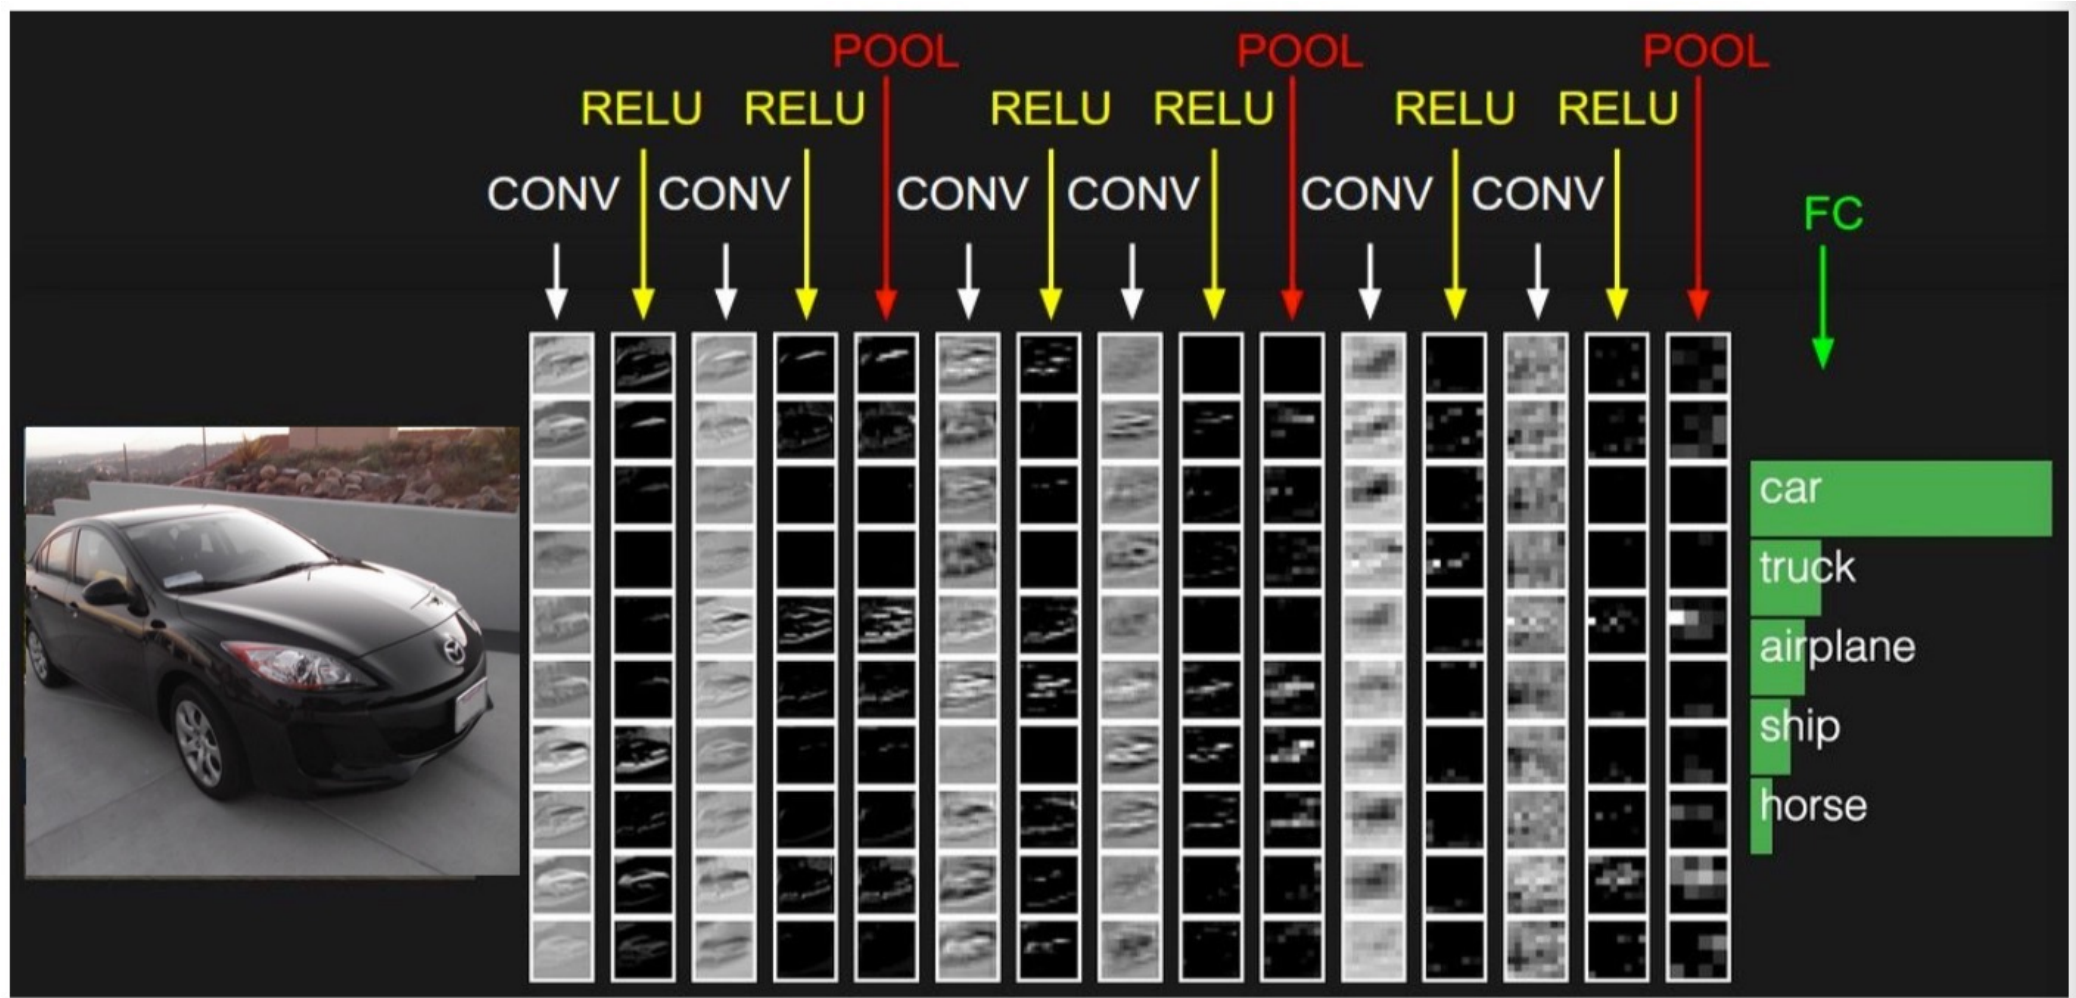 POOL POOL POOL
RELU RELU RELU RELU RELU RELU
CONV CONV CONV CONV CONV CONV
FC
car
truck
airplane
ship
horse